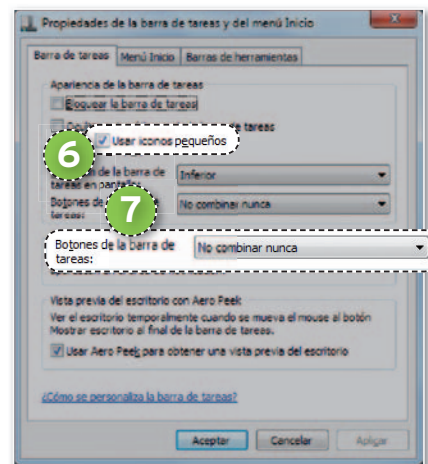 Propiedades de la barra de tareas y del menú Inicio
Barra de tareas Menú Inicio Barras de herramientas
Apariencia de la barra de tareas
Bloquear la barra de tareas
de tareas
6 Usar iconos pequeños
de la barra de Inferior
tareas en pantalla
Botones de No combinar nunca
tareas:
7
Botones de la barra de No combinar nunca
tareas:
Vista previa del escritorio con Aero Peek
Ver el escritorio temporalmente cuando se mueva el mouse al botón
Mostrar escritorio al final de la barra de tareas.
Usar Aero Peek para obtener una vista previa del escritorio
¿Cómo se personaliza la barra de tareas?
Aceptar Cancelar Aplicar